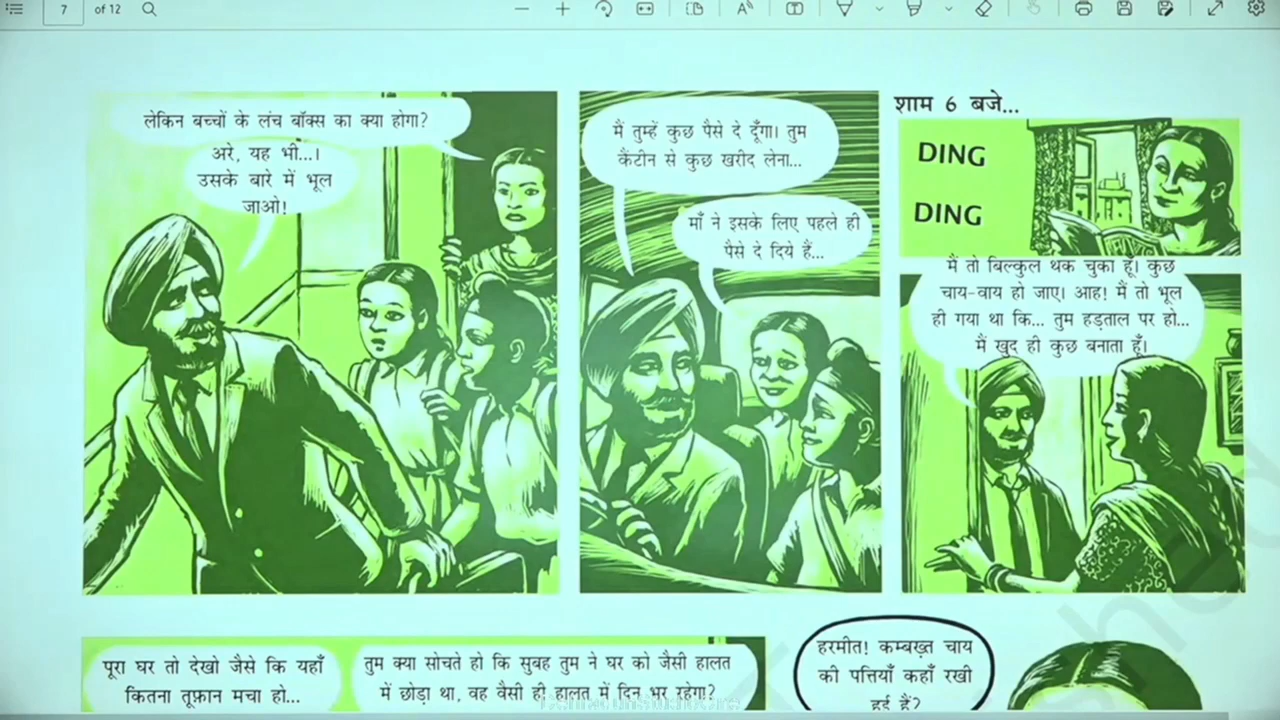 7
of 12
लेकिन बच्चों के लंच बॉक्स का क्या होगा?
अरे, यह भी...।
उसके बारे में भूल
जाओ!
मैं तुम्हें कुछ पैसे दे दूँगा। तुम
कैंटीन से कुछ खरीद लेना...
माँ ने इसके लिए पहले ही
पैसे दे दिये हैं...
शाम 6 बजे...
DING
DING
मैं तो बिल्कुल थक चुका हूँ। कुछ
चाय-वाय हो जाए। आह! मैं तो भूल
ही गया था कि... तुम हड़ताल पर हो...
मैं खुद ही कुछ बनाता हूँ।
पूरा घर तो देखो जैसे कि यहाँ
कितना तूफ़ान मचा हो...
तुम क्या सोचते हो कि सुबह तुम ने घर को जैसी हालत
में छोड़ा था, वह वैसी ही हालत में दिन भर रहेगा?
हरमीत! कम्बख़्त चाय
की पत्तियाँ कहाँ रखी
हुई हैं?